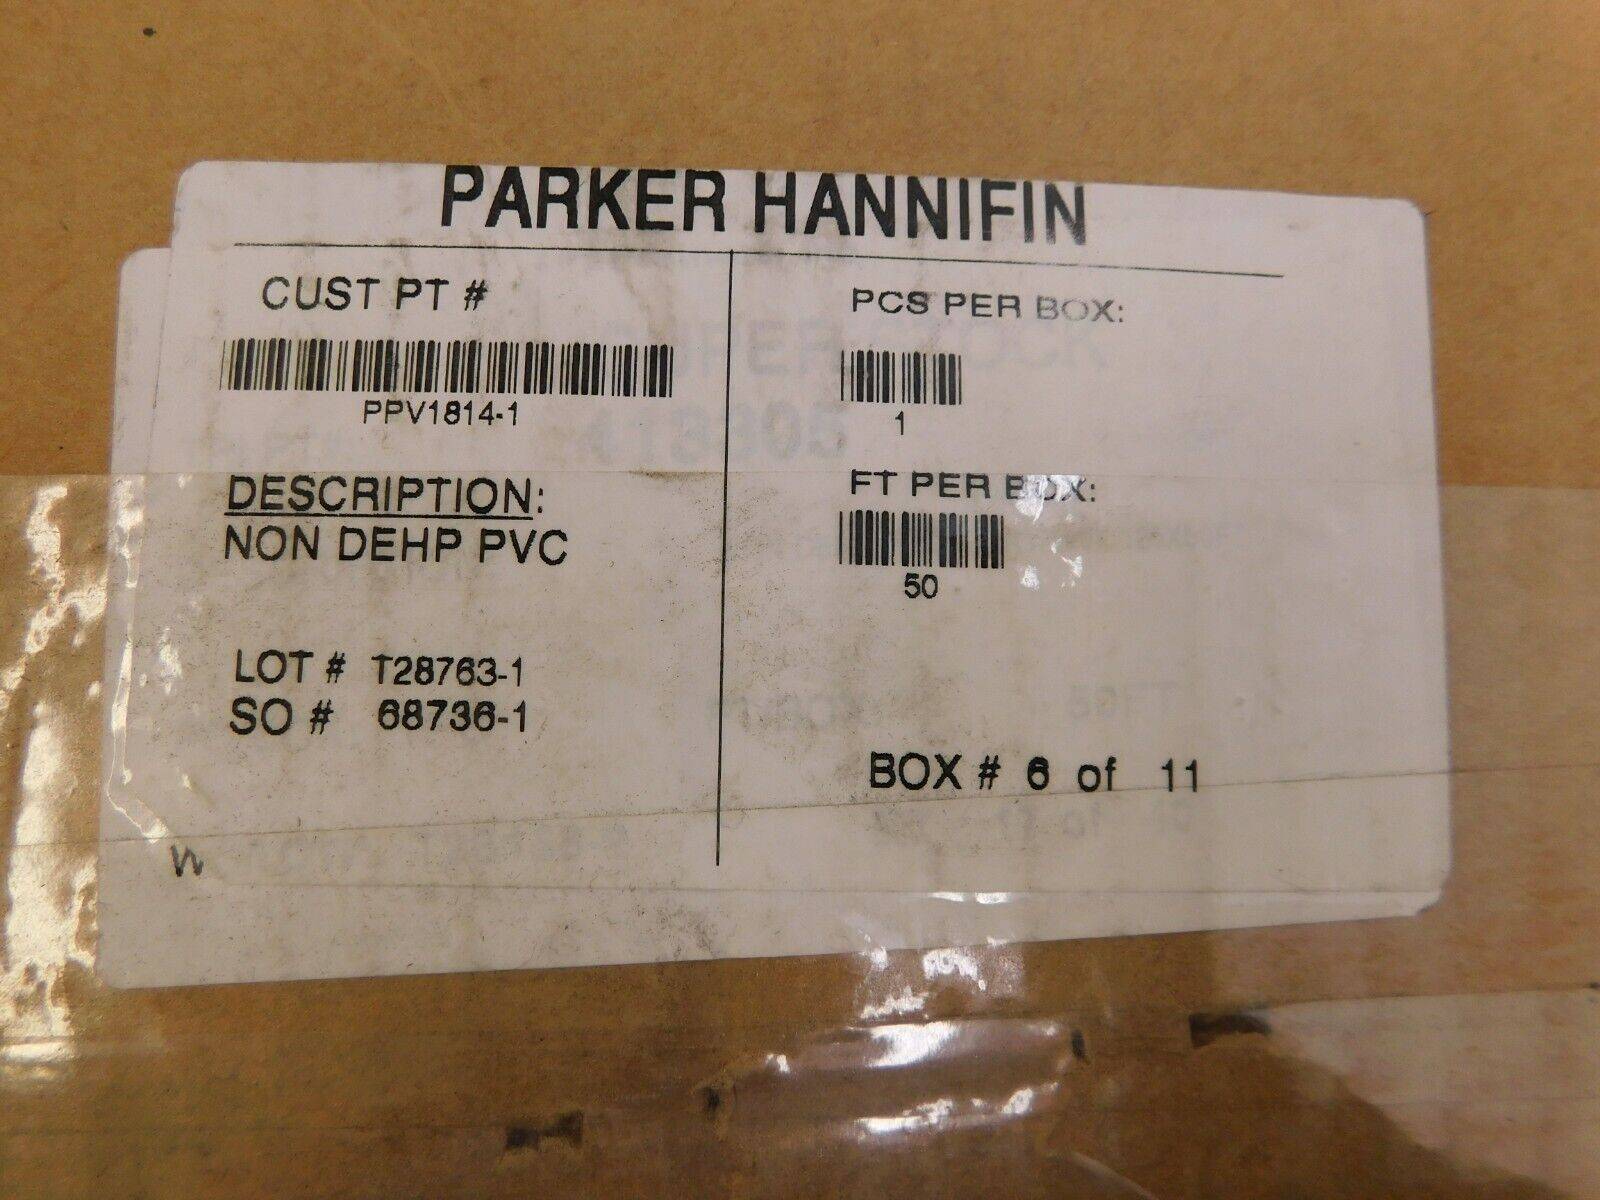 PARKER HANNIFIN
CUST PT #
PPV1814-1
DESCRIPTION:
NON DEHP PVC
LOT # T28763-1
SO # 68736-1
PCS PER BOX:
1
FT PER BOX:
50
BOX # 6 of 11